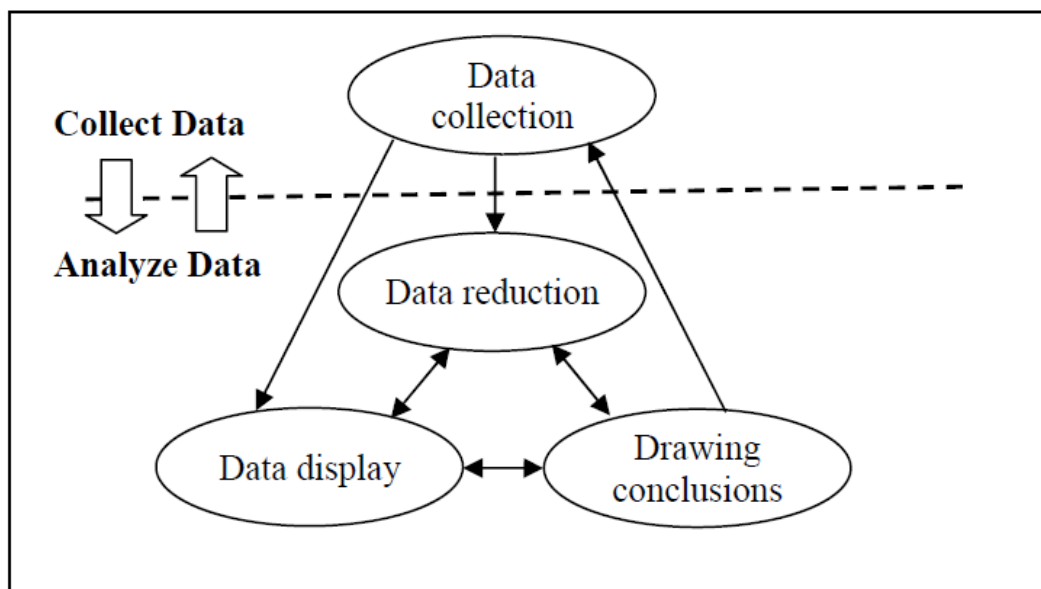 Data
collection
Collect Data
Analyze Data
Data reduction
Data display
Drawing
conclusions